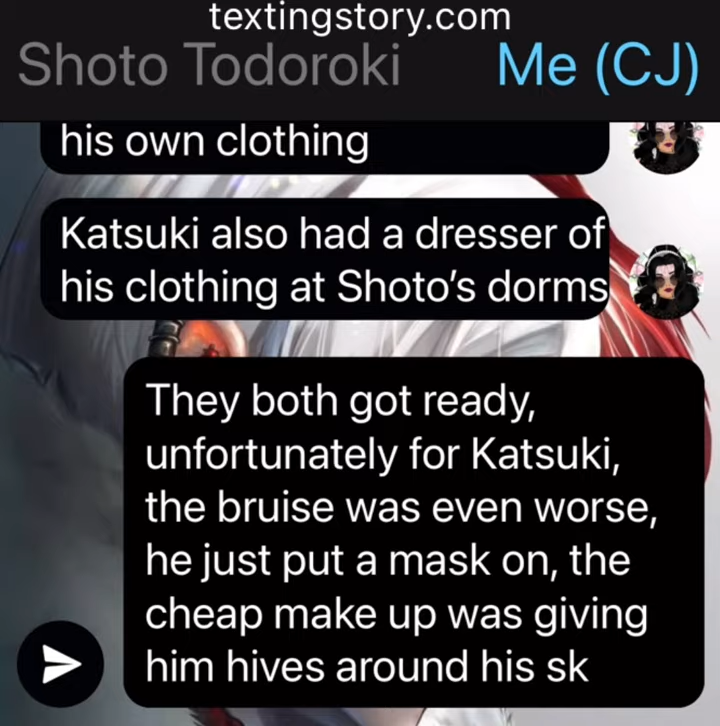 textingstory.com
Shoto Todoroki Me (CJ)
his own clothing
Katsuki also had a dresser of
his clothing at Shoto's dorms
They both got ready,
unfortunately for Katsuki,
the bruise was even worse,
he just put a mask on, the
cheap make up was giving
him hives around his sk